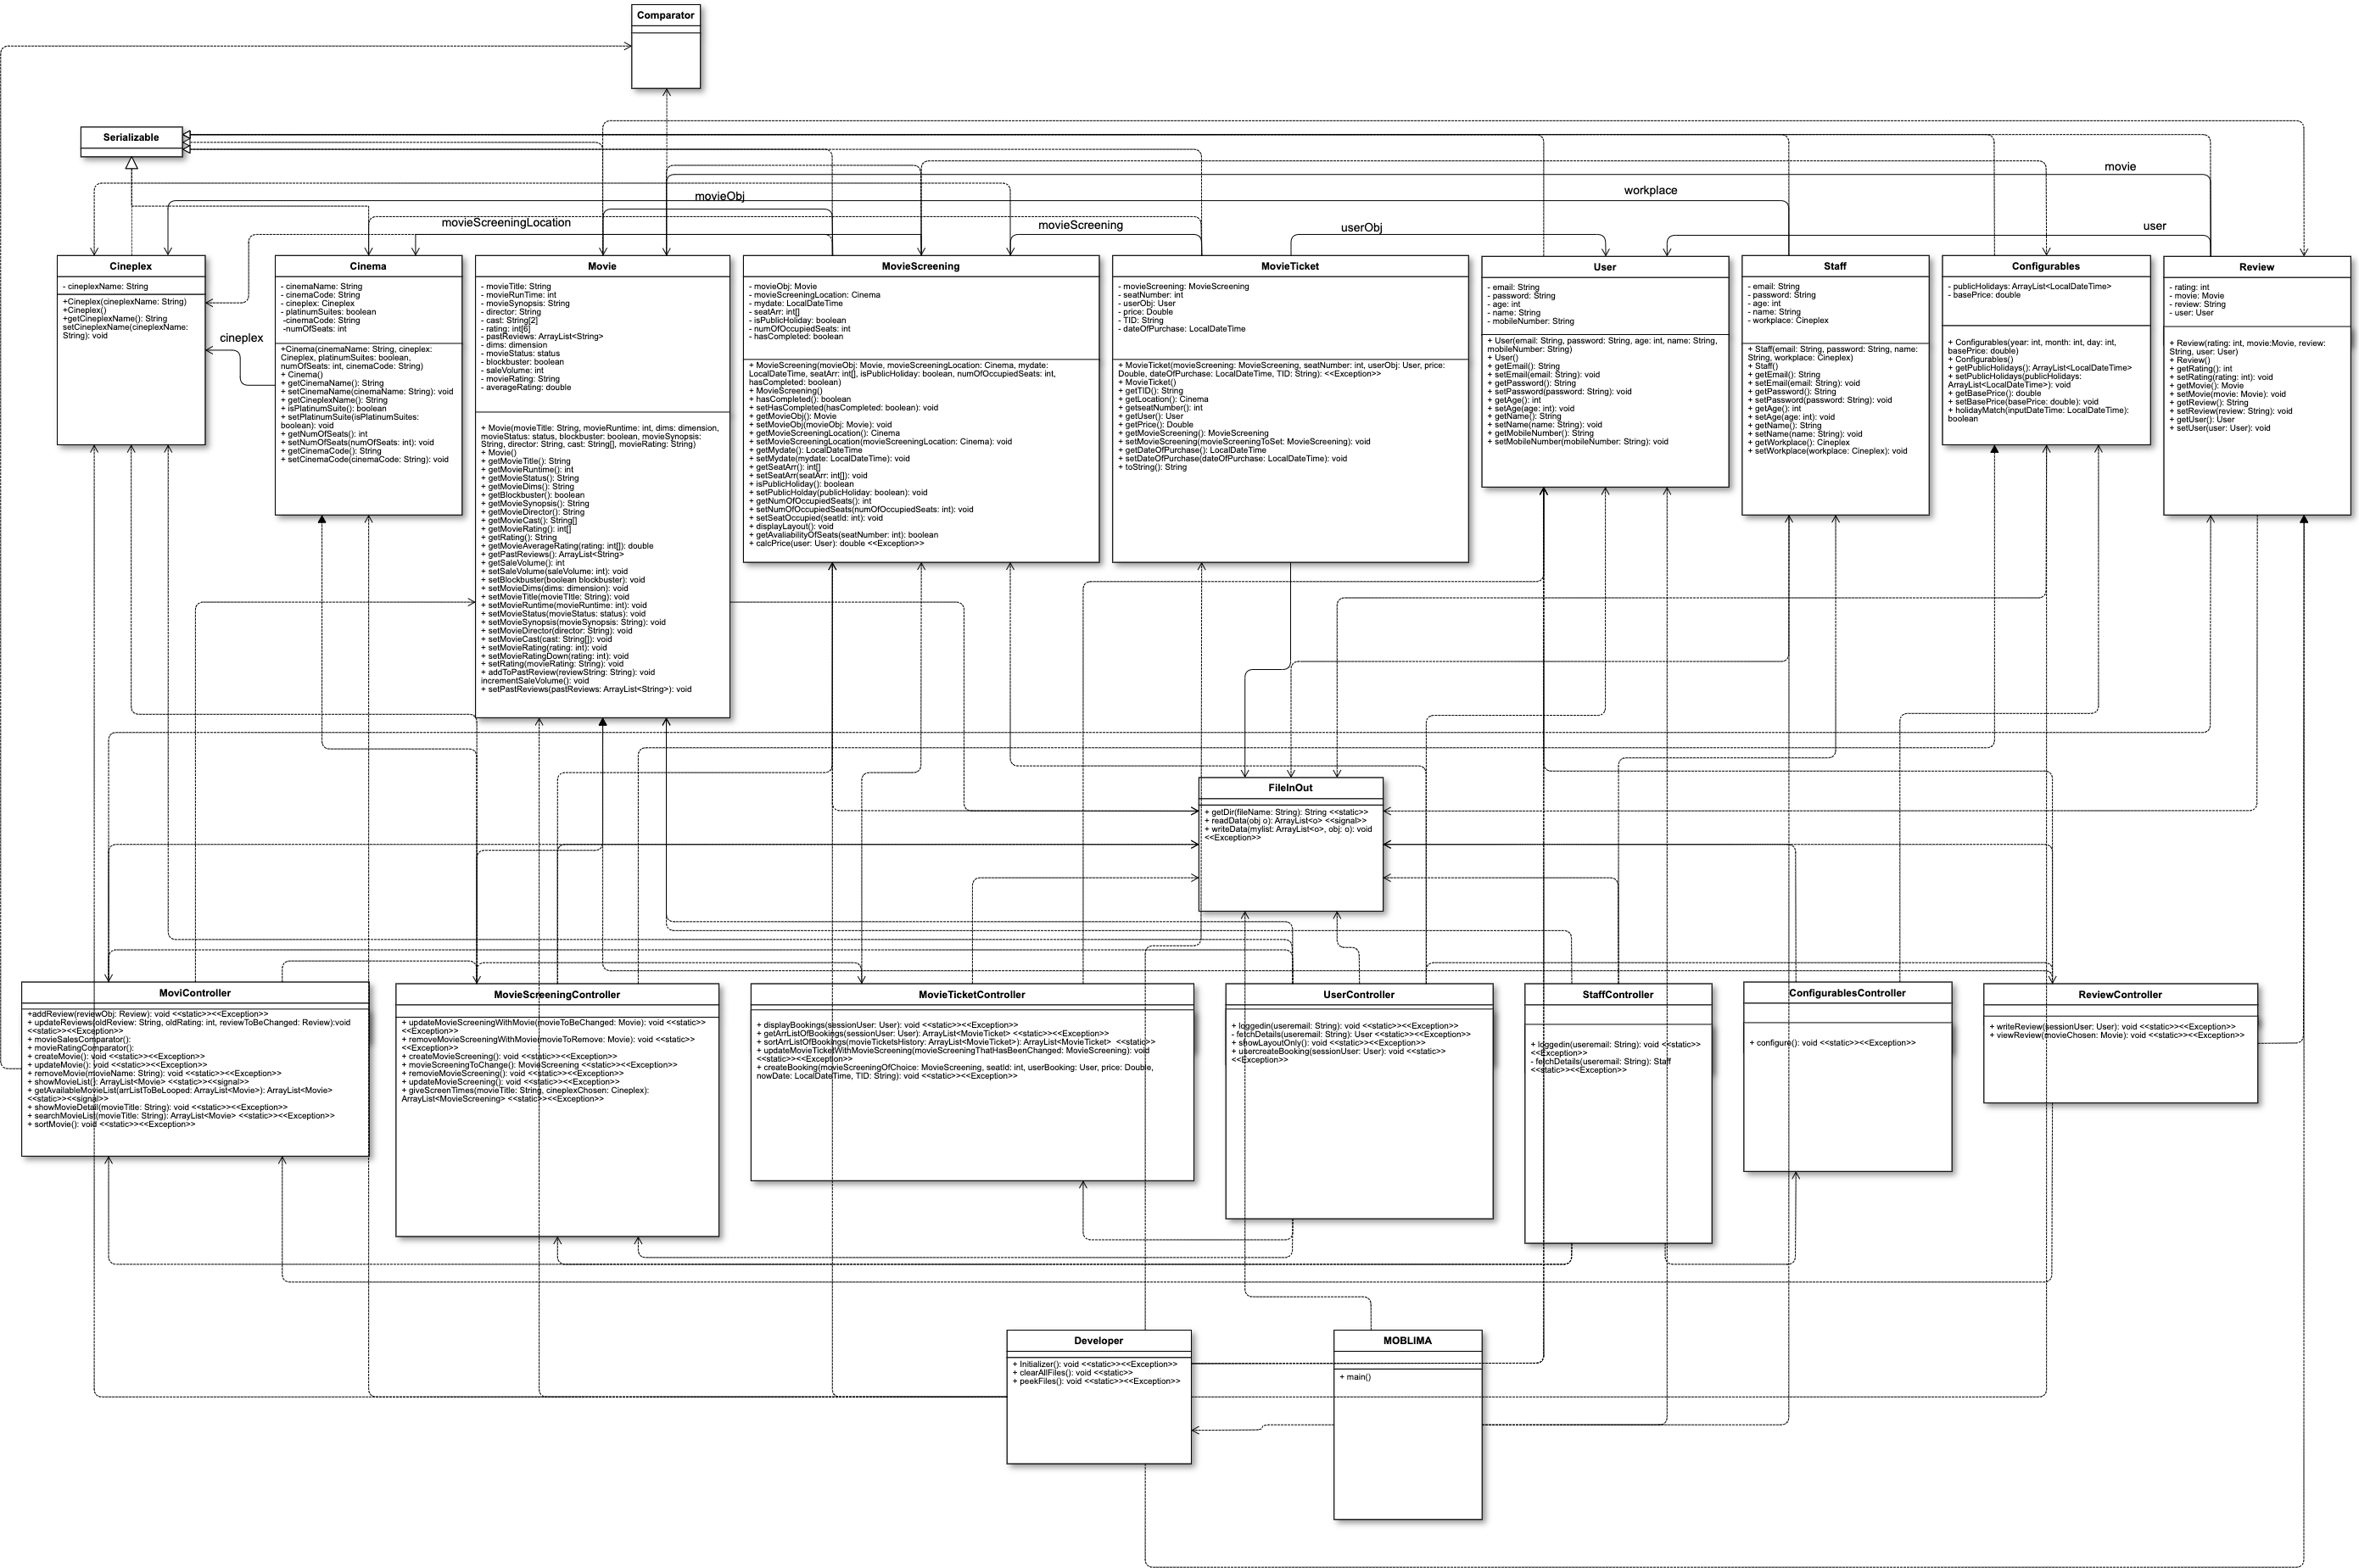 Comparator
Serializable
movie
workplace
movieObj
movieScreeningLocation
movieScreening
userObj
user
Cineplex
- cineplexName: String
+Cineplex(cineplexName: String)
+Cineplex()
+getCineplexName(): String
setCineplexName(cineplexName:
String): void
cineplex
Cinema
- cinemaName: String
- cinemaCode: String
- cineplex: Cineplex
- platinumSuites: boolean
-cinemaCode: String
-numOfSeats: int
+Cinema(cinemaName: String, cineplex:
Cineplex, platinumSuites: boolean,
numOfSeats: int, cinemaCode: String)
+ Cinema()
+ getCinemaName(): String
+ setCinemaName(cinemaName: String): void
+ getCineplexName(): String
+ isPlatinumSuite(): boolean
+ setPlatinumSuite(isPlatinumSuites:
boolean): void
+ getNumOfSeats(): int
+ setNumOfSeats(numOfSeats: int): void
+ getCinemaCode(): String
+ setCinemaCode(cinemaCode: String): void
Movie
- movieTitle: String
- movieRunTime: int
- movieSynopsis: String
- director: String
- cast: String[2]
- rating: int[6]
- pastReviews: ArrayList<String>
- dims: dimension
- movieStatus: status
- blockbuster: boolean
- saleVolume: int
- movieRating: String
- averageRating: double
+ Movie(movieTitle: String, movieRuntime: int, dims: dimension,
movieStatus: status, blockbuster: boolean, movieSynopsis:
String, director: String, cast: String[], movieRating: String)
+ Movie()
+ getMovieTitle(): String
+ getMovieRuntime(): int
+ getMovieStatus(): String
+ getMovieDims(): String
+ getBlockbuster(): boolean
+ getMovieSynopsis(): String
+ getMovieDirector(): String
+ getMovieCast(): String[]
+ getMovieRating(): int[]
+ getRating(): String
+ getMovieAverageRating(rating: int[]): double
+ getPastReviews(): ArrayList<String>
+ getSaleVolume(): int
+ setSaleVolume(saleVolume: int): void
+ setBlockbuster(boolean blockbuster): void
+ setMovieDims(dims: dimension): void
+ setMovieTitle(movieTItle: String): void
+ setMovieRuntime(movieRuntime: int): void
+ setMovieStatus(movieStatus: status): void
+ setMovieSynopsis(movieSynopsis: String): void
+ setMovieDirector(director: String): void
+ setMovieCast(cast: String[]): void
+ setMovieRating(rating: int): void
+ setMovieRatingDown(rating: int): void
+ setRating(movieRating: String): void
+ addToPastReview(reviewString: String): void
incrementSaleVolume(): void
+ setPastReviews(pastReviews: ArrayList<String>): void
MovieScreening
- movieObj: Movie
- movieScreeningLocation: Cinema
- mydate: LocalDateTime
- seatArr: int[]
- isPublicHoliday: boolean
- numOfOccupiedSeats: int
- hasCompleted: boolean
+ MovieScreening(movieObj: Movie, movieScreeningLocation: Cinema, mydate:
LocalDateTime, seatArr: int[], isPublicHoliday: boolean, numOfOccupiedSeats: int,
hasCompleted: boolean)
+ MovieScreening()
+ hasCompleted(): boolean
+ setHasCompleted(hasCompleted: boolean): void
+ getMovieObj(): Movie
+ setMovieObj(movieObj: Movie): void
+ getMovieScreeningLocation(): Cinema
+ setMovieScreeningLocation(movieScreeningLocation: Cinema): void
+ getMydate(): LocalDateTime
+ setMydate(mydate: LocalDateTime): void
+ getSeatArr(): int[]
+ setSeatArr(seatArr: int[]): void
+ isPublicHoliday(): boolean
+ setPublicHolday(publicHoliday: boolean): void
+ getNumOfOccupiedSeats(): int
+ setNumOfOccupiedSeats(numOfOccupiedSeats: int): void
+ setSeatOccupied(seatId: int): void
+ displayLayout(): void
+ getAvaliabilityOfSeats(seatNumber: int): boolean
+ calcPrice(user: User): double <<Exception>>
MovieTicket
- movieScreening: MovieScreening
- seatNumber: int
- userObj: User
- price: Double
- TID: String
- dateOfPurchase: LocalDateTime
+ MovieTicket(movieScreening: MovieScreening, seatNumber: int, userObj: User, price:
Double, dateOfPurchase: LocalDateTime, TID: String): <<Exception>>
+ MovieTicket()
+ getTID(): String
+ getLocation(): Cinema
+ getseatNumber(): int
+ getUser(): User
+ getPrice(): Double
+ getMovieScreening(): MovieScreening
+ setMovieScreening(movieScreeningToSet: MovieScreening): void
+ getDateOfPurchase(): LocalDateTime
+ setDateOfPurchase(dateOfPurchase: LocalDateTime): void
+ toString(): String
User
- email: String
- password: String
- age: int
- name: String
- mobileNumber: String
+ User(email: String, password: String, age: int, name: String,
mobileNumber: String)
+ User()
+ getEmail(): String
+ setEmail(email: String): void
+ getPassword(): String
+ setPassword(password: String): void
+ getAge(): int
+ setAge(age: int): void
+ getName(): String
+ setName(name: String): void
+ getMobileNumber(): String
+ setMobileNumber(mobileNumber: String): void
Staff
- email: String
- password: String
- age: int
- name: String
- workplace: Cineplex
+ Staff(email: String, password: String, name:
String, workplace: Cineplex)
+ Staff()
+ getEmail(): String
+ setEmail(email: String): void
+ getPassword(): String
+ setPassword(password: String): void
+ getAge(): int
+ setAge(age: int): void
+ getName(): String
+ setName(name: String): void
+ getWorkplace(): Cineplex
+ setWorkplace(workplace: Cineplex): void
Configurables
- publicHolidays: ArrayList<LocalDateTime>
- basePrice: double
+ Configurables(year: int, month: int, day: int,
basePrice: double)
+ Configurables()
+ getPublicHolidays(): ArrayList<LocalDateTime>
+ setPublicHolidays(publicHolidays:
ArrayList<LocalDateTime>): void
+ getBasePrice(): double
+ setBasePrice(basePrice: double): void
+ holidayMatch(inputDateTime: LocalDateTime):
boolean
Review
- rating: int
- movie: Movie
- review: String
- user: User
+ Review(rating: int, movie:Movie, review:
String, user: User)
+ Review()
+ getRating(): int
+ setRating(rating: int): void
+ getMovie(): Movie
+ setMovie(movie: Movie): void
+ getReview(): String
+ setReview(review: String): void
+ getUser(): User
+ setUser(user: User): void
FileInOut
+ getDir(fileName: String): String <<static>>
+ readData(obj o): ArrayList<o> <<signal>>
+ writeData(mylist: ArrayList<o>, obj: o): void
<<Exception>>
MoviController
+addReview(reviewObj: Review): void <<static>><<Exception>>
+ updateReviews(oldReview: String, oldRating: int, reviewToBeChanged: Review):void
<<static>><<Exception>>
+ movieSalesComparator():
+ movieRatingComparator():
+ createMovie(): void <<static>><<Exception>>
+ updateMovie(): void <<static>><<Exception>>
+ removeMovie(movieName: String): void <<static>><<Exception>>
+ showMovieList(): ArrayList<Movie> <<static>><<signal>>
+ getAvailableMovieList(arrListToBeLooped: ArrayList<Movie>): ArrayList<Movie>
<<static>><<signal>>
+ showMovieDetail(movieTitle: String): void <<static>><<Exception>>
+ searchMovieList(movieTitle: String): ArrayList<Movie> <<static>><<Exception>>
+ sortMovie(): void <<static>><<Exception>>
MovieScreeningController
+ updateMovieScreeningWithMovie(movieToBeChanged: Movie): void <<static>>
<<Exception>>
+ removeMovieScreeningWithMovie(movieToRemove: Movie): void <<static>>
<<Exception>>
+ createMovieScreening(): void <<static>><<Exception>>
+ movieScreeningToChange(): MovieScreening <<static>><<Exception>>
+ removieMovieScreening(): void <<static>><<Exception>>
+ updateMovieScreening(): void <<static>><<Exception>>
+ giveScreenTimes(movieTitle: String, cineplexChosen: Cineplex):
ArrayList<MovieScreening> <<static>><<Exception>>
MovieTicketController
+ displayBookings(sessionUser: User): void <<static>><<Exception>>
+ getArrListOfBookings(sessionUser: User): ArrayList<MovieTicket> <<static>><<Exception>>
+ sortArrListOfBookings(movieTicketsHistory: ArrayList<MovieTicket>): ArrayList<MovieTicket> <<static>>
+ updateMovieTicketWithMovieScreening(movieScreeningThatHasBeenChanged: MovieScreening): void
<<static>><<Exception>>
+ createBooking(movieScreeningOfChoice: MovieScreening, seatId: int, userBooking: User, price: Double,
nowDate: LocalDateTime, TID: String): void <<static>><<Exception>>
UserController
+ loggedin(useremail: String): void <<static>><<Exception>>
- fetchDetails(useremail: String): User <<static>><<Exception>>
+ showLayoutOnly(): void <<static>><<Exception>>
+ usercreateBooking(sessionUser: User): void <<static>>
<<Exception>>
StaffController
+ loggedin(useremail: String): void <<static>>
<<Exception>>
- fetchDetails(useremail: String): Staff
<<static>><<Exception>>
ConfigurablesController
+ configure(): void <<static>><<Exception>>
ReviewController
+ writeReview(sessionUser: User): void <<static>><<Exception>>
+ viewReview(movieChosen: Movie): void <<static>><<Exception>>
Developer
+ Initializer(): void <<static>><<Exception>>
+ clearAllFiles(): void <<static>>
+ peekFiles(): void <<static>><<Exception>>
MOBLIMA
+ main()